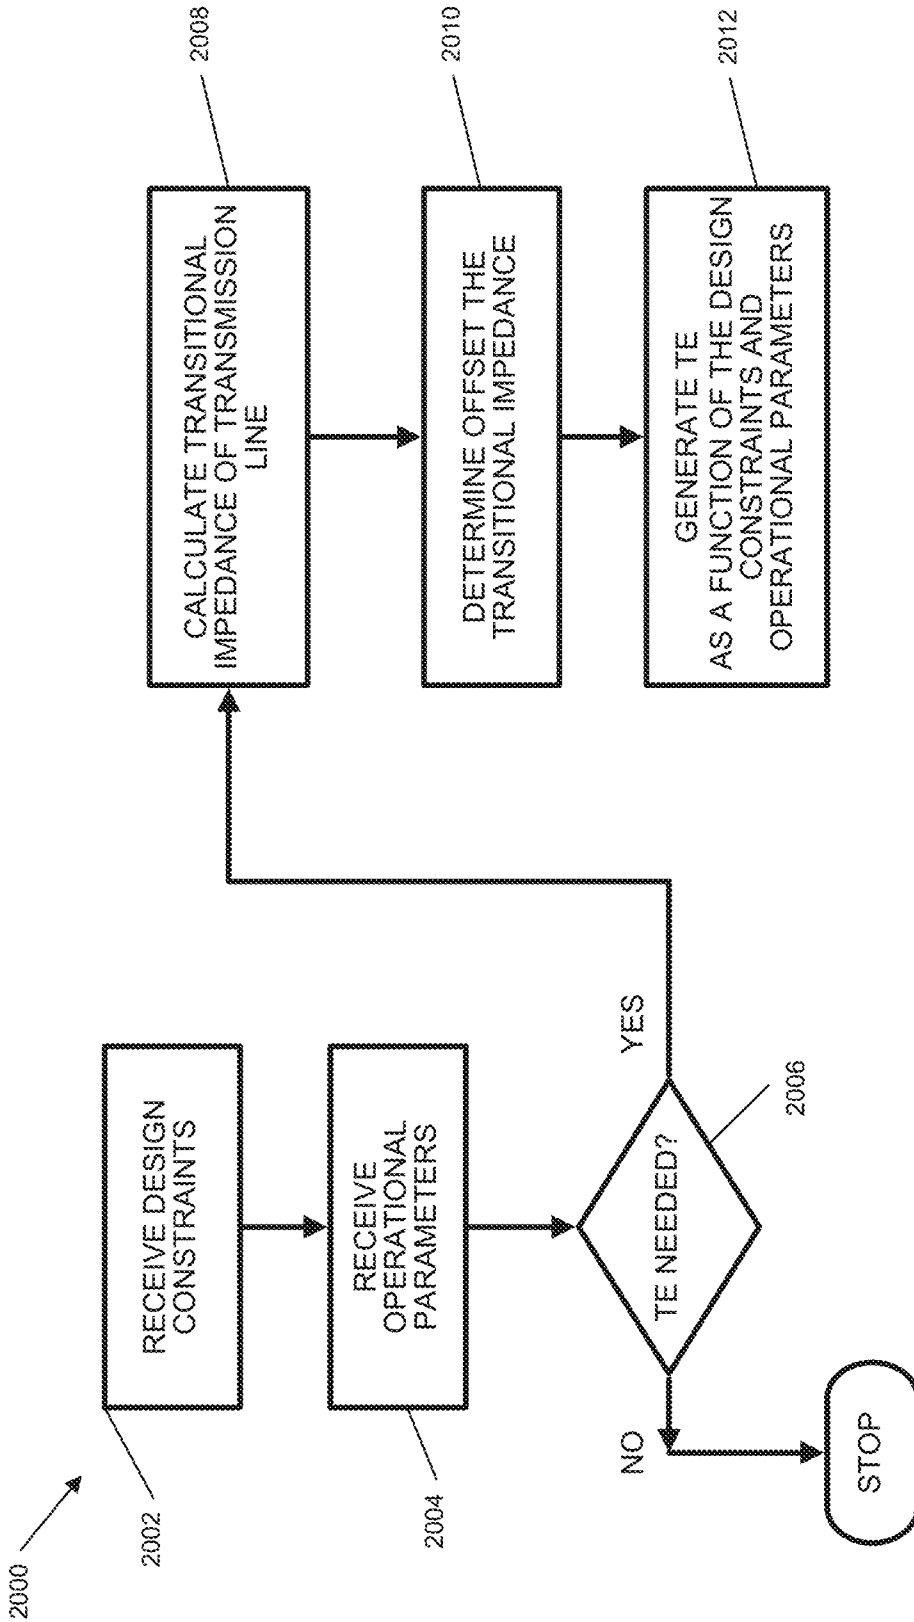 2000
2002
RECEIVE DESIGN
CONSTRAINTS
2004
RECEIVE
OPERATIONAL
PARAMETERS
TE NEEDED?
2006
NO
YES
STOP
CALCULATE TRANSITIONAL
IMPEDANCE OF TRANSMISSION
LINE
2008
DETERMINE OFFSET THE
TRANSITIONAL IMPEDANCE
2010
GENERATE TE
AS A FUNCTION OF THE DESIGN
CONSTRAINTS AND
OPERATIONAL PARAMETERS
2012